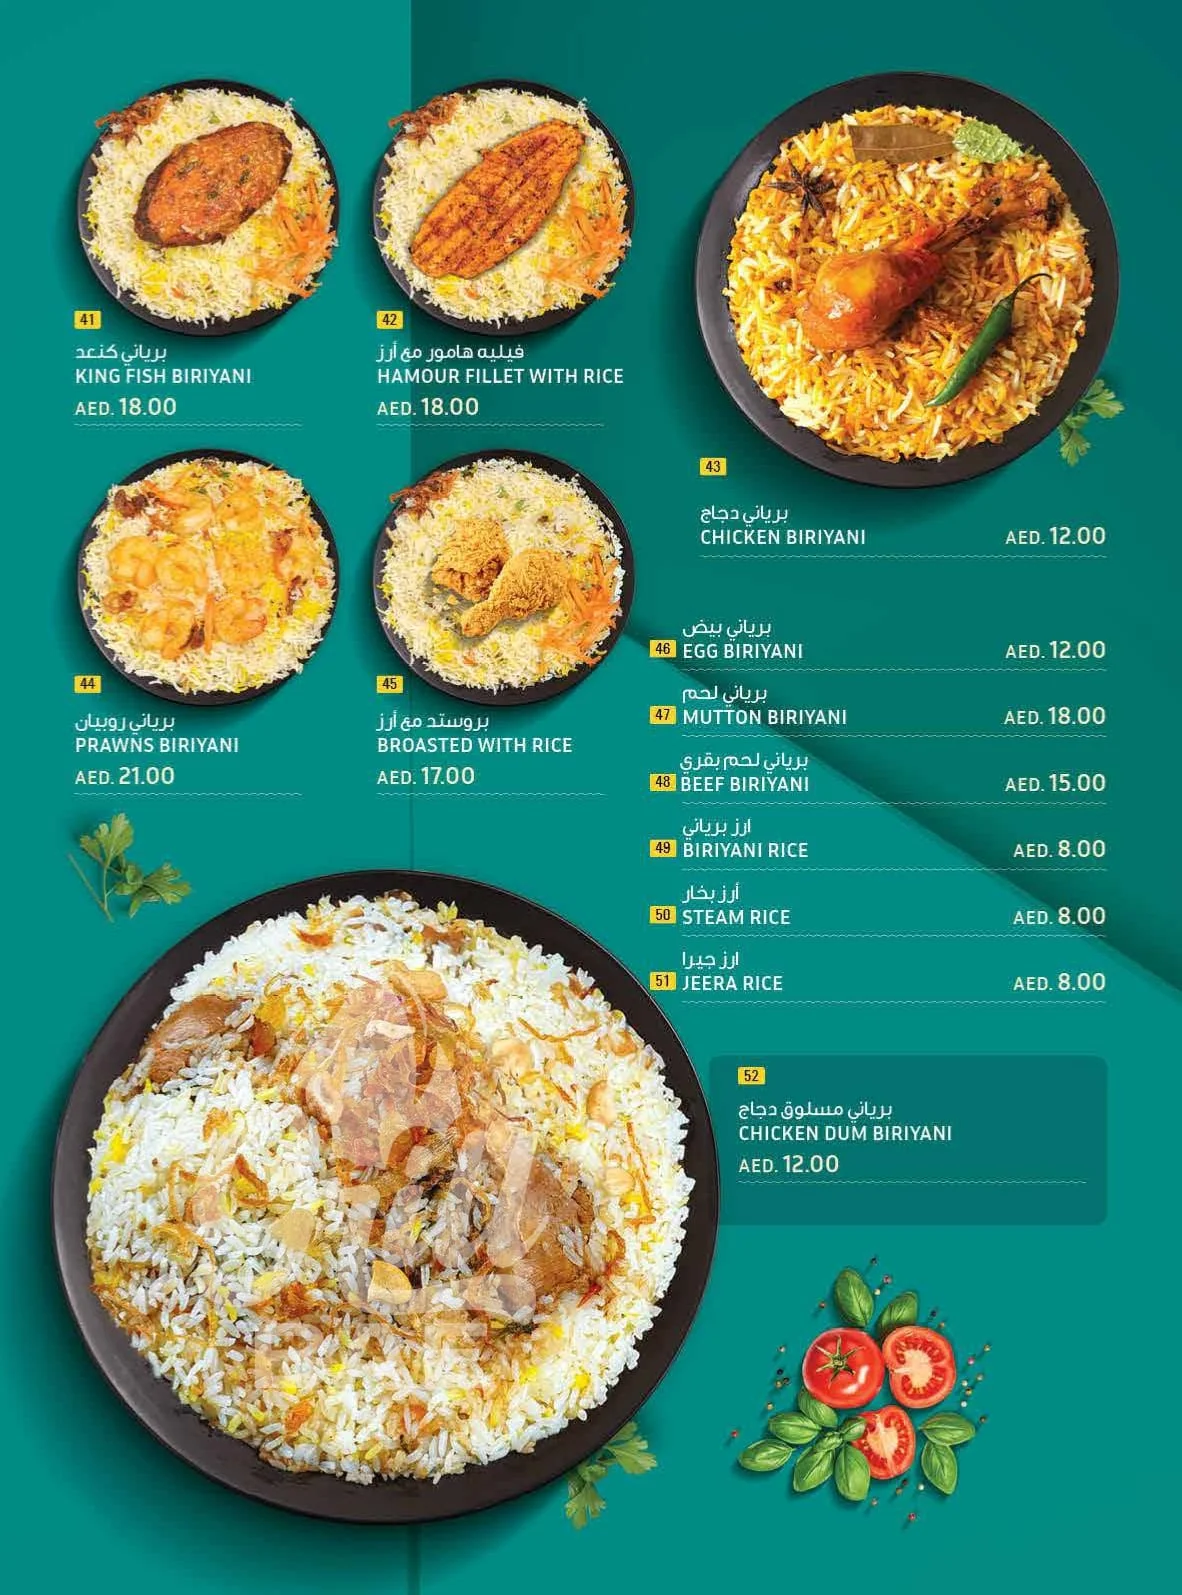 41
برياني كنعد
KING FISH BIRIYANI
AED. 18.00
42
فيليه هامور مع أرز
HAMOUR FILLET WITH RICE
AED. 18.00
43
برياني دجاج
CHICKEN BIRIYANI AED. 12.00
44
برياني روبيان
PRAWNS BIRIYANI
AED. 21.00
45
بروستد مع أرز
BROASTED WITH RICE
AED. 17.00
برياني بيض
46 EGG BIRIYANI AED. 12.00
برياني لحم
47 MUTTON BIRIYANI AED. 18.00
برياني لحم بقري
48 BEEF BIRIYANI AED. 15.00
ارز برياني
49 BIRIYANI RICE AED. 8.00
أرز بخار
50 STEAM RICE AED. 8.00
ارز جيرا
51 JEERA RICE AED. 8.00
52
برياني مسلوق دجاج
CHICKEN DUM BIRIYANI
AED. 12.00